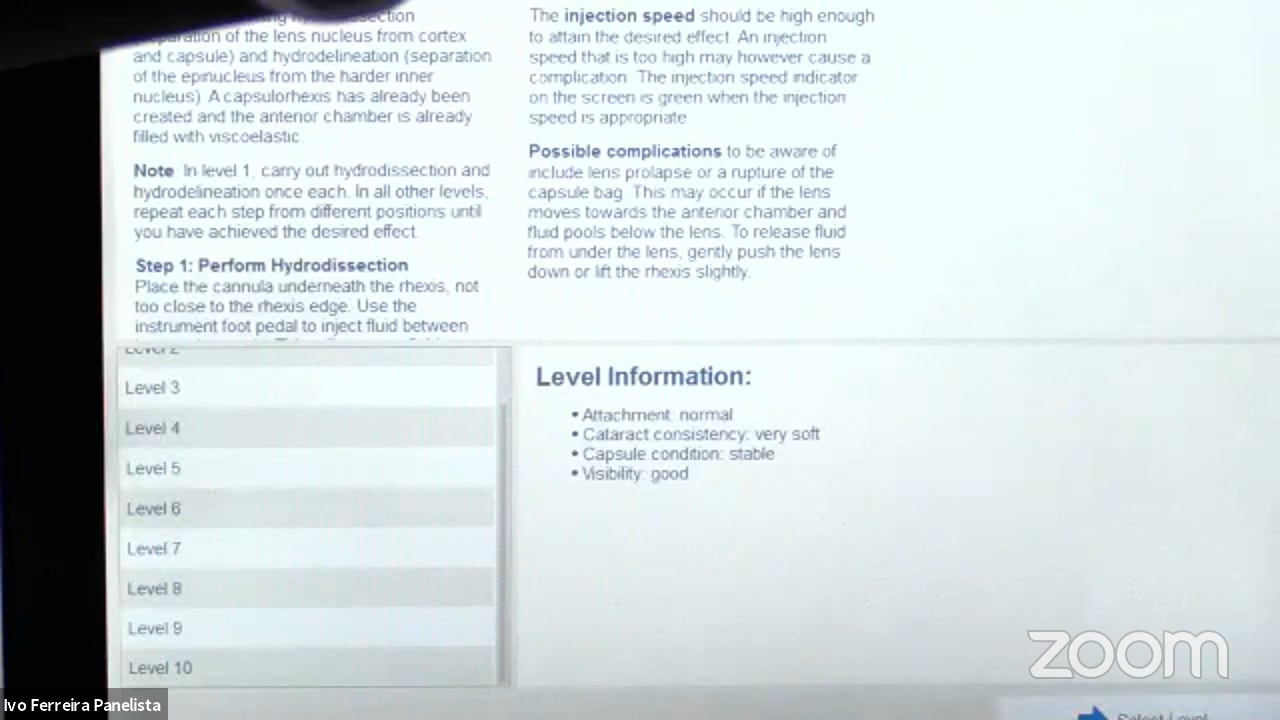 of the lens nucleus from cortex
and capsule) and hydrodelineation (separation
of the epinucleus from the harder inner
nucleus) A capsulorhexis has already been
created and the anterior chamber is already
filled with viscoelastic
Note In level 1, carry out hydrodissection and
hydrodelineation once each. In all other levels,
repeat each step from different positions until
you have achieved the desired effect.
Step 1: Perform Hydrodissection
Place the cannula underneath the rhexis, not
too close to the rhexis edge. Use the
instrument foot pedal to inject fluid between
The injection speed should be high enough
to attain the desired effect. An injection
speed that is too high may however cause a
complication. The injection speed indicator
on the screen is green when the injection
speed is appropriate
Possible complications to be aware of
include lens prolapse or a rupture of the
capsule bag. This may occur if the lens
moves towards the anterior chamber and
fluid pools below the lens. To release fluid
from under the lens, gently push the lens
down or lift the rhexis slightly.
Level 2
Level 3
Level 4
Level 5
Level 6
Level 7
Level 8
Level 9
Level 10
Level Information:
• Attachment: normal
• Cataract consistency: very soft
• Capsule condition: stable
• Visibility: good
Select Level
zoom
Ivo Ferreira Panelista